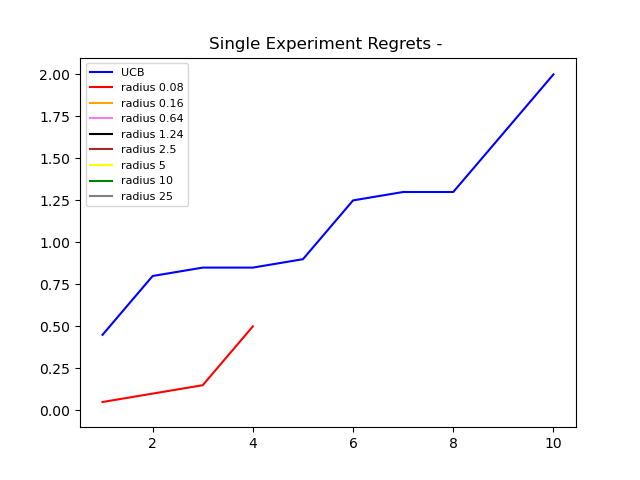 Single Experiment Regrets -
UCB
radius 0.08
radius 0.16
radius 0.64
radius 1.24
radius 2.5
radius 5
radius 10
radius 25
2.00
1.75
1.50
1.25
1.00
0.75
0.50
0.25
0.00
2 4 6 8 10